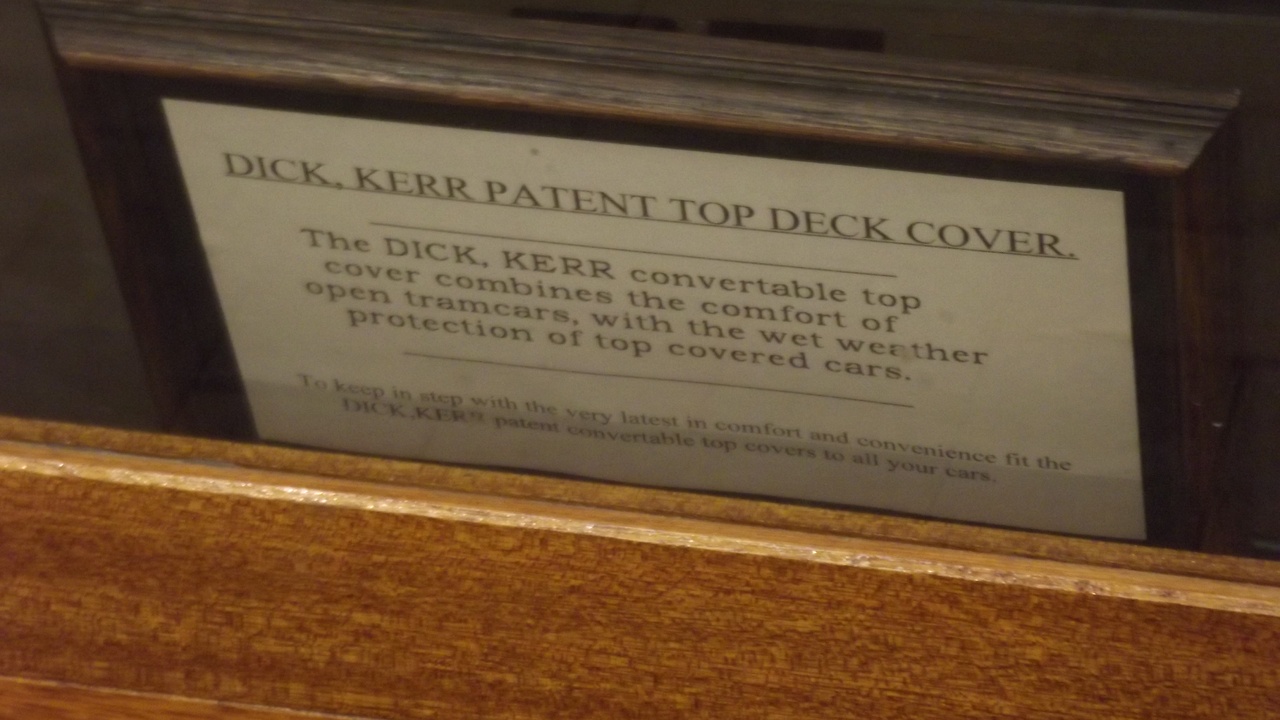 DICK, KERR PATENT TOP DECK COVER.
The DICK, KERR convertable top
cover combines the comfort of
open tramcars, with the wet weather
protection of top covered cars.
To keep in step with the very latest in comfort and convenience fit the
DICK,KERR patent convertable top covers to all your cars.